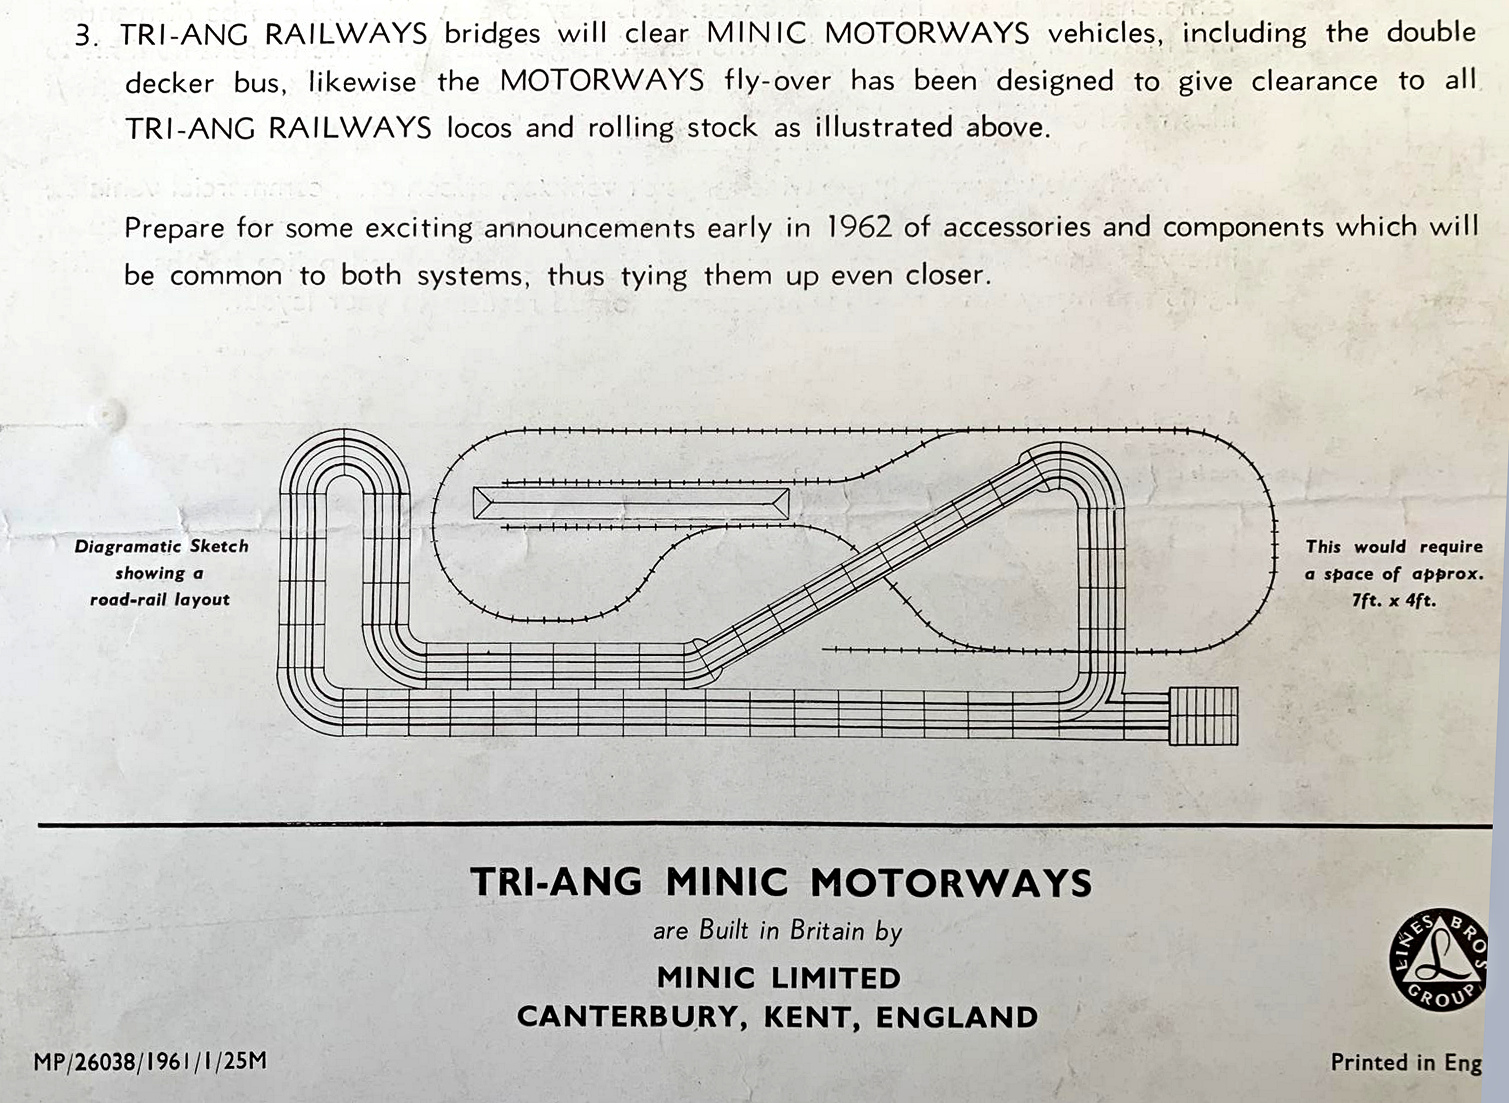 3. TRI-ANG RAILWAYS bridges will clear MINIC MOTORWAYS vehicles, including the double
decker bus, likewise the MOTORWAYS fly-over has been designed to give clearance to all
TRI-ANG RAILWAYS locos and rolling stock as illustrated above.
Prepare for some exciting announcements early in 1962 of accessories and components which will
be common to both systems, thus tying them up even closer.
Diagramatic Sketch
showing a
road-rail layout
This would require
a space of approx.
7ft. x 4ft.
TRI-ANG MINIC MOTORWAYS
are Built in Britain by
MINIC LIMITED
CANTERBURY, KENT, ENGLAND
LINES BROS
L
GROUP
MP/26038/1961/1/25M
Printed in Eng